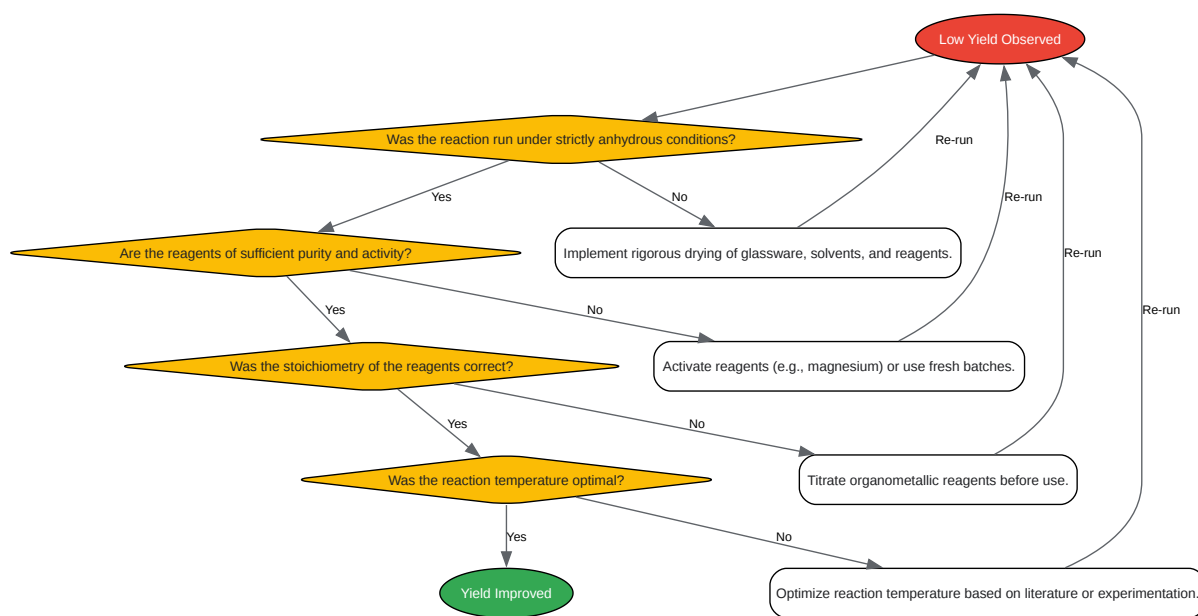 Low Yield Observed
Was the reaction run under strictly anhydrous conditions?
Re-run
Yes
No
Re-run
Are the reagents of sufficient purity and activity?
Implement rigorous drying of glassware, solvents, and reagents.
Re-run
Yes
No
Re-run
Was the stoichiometry of the reagents correct?
Activate reagents (e.g., magnesium) or use fresh batches.
Yes
No
Was the reaction temperature optimal?
Titrate organometallic reagents before use.
Yes
No
Yield Improved
Optimize reaction temperature based on literature or experimentation.